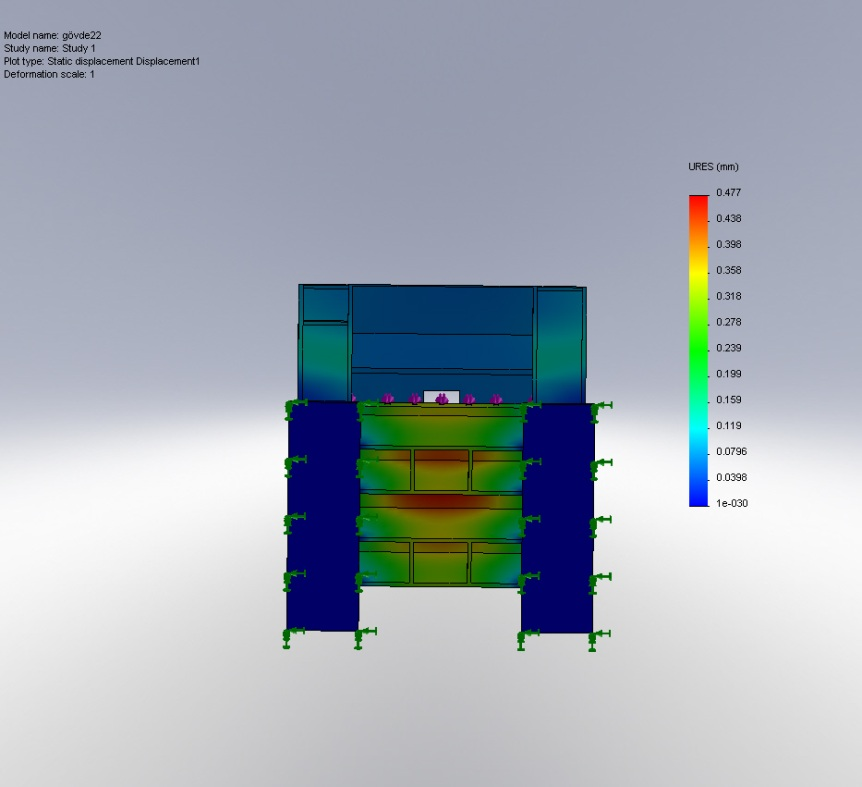 Model name: gövde22
Study name: Study 1
Plot type: Static displacement Displacement1
Deformation scale: 1
URES (mm)
0.477
0.438
0.398
0.358
0.318
0.278
0.239
0.199
0.159
0.119
0.0796
0.0398
1e-030